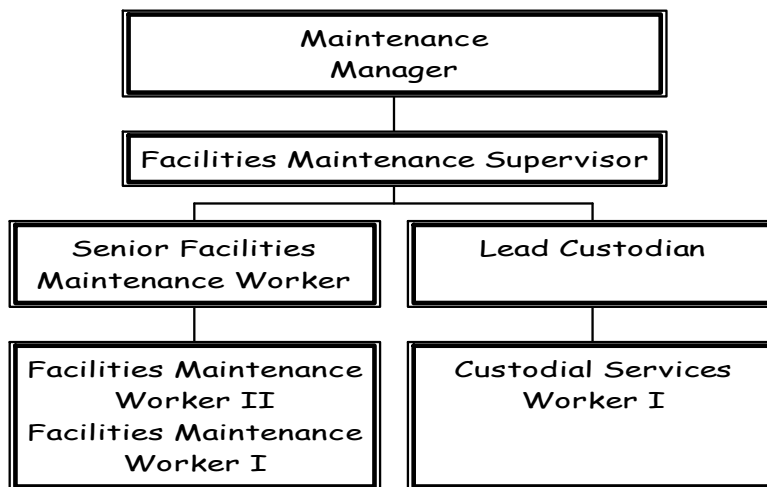 Maintenance
Manager
Facilities Maintenance Supervisor
Senior Facilities
Maintenance Worker
Lead Custodian
Facilities Maintenance
Worker II
Facilities Maintenance
Worker I
Custodial Services
Worker I